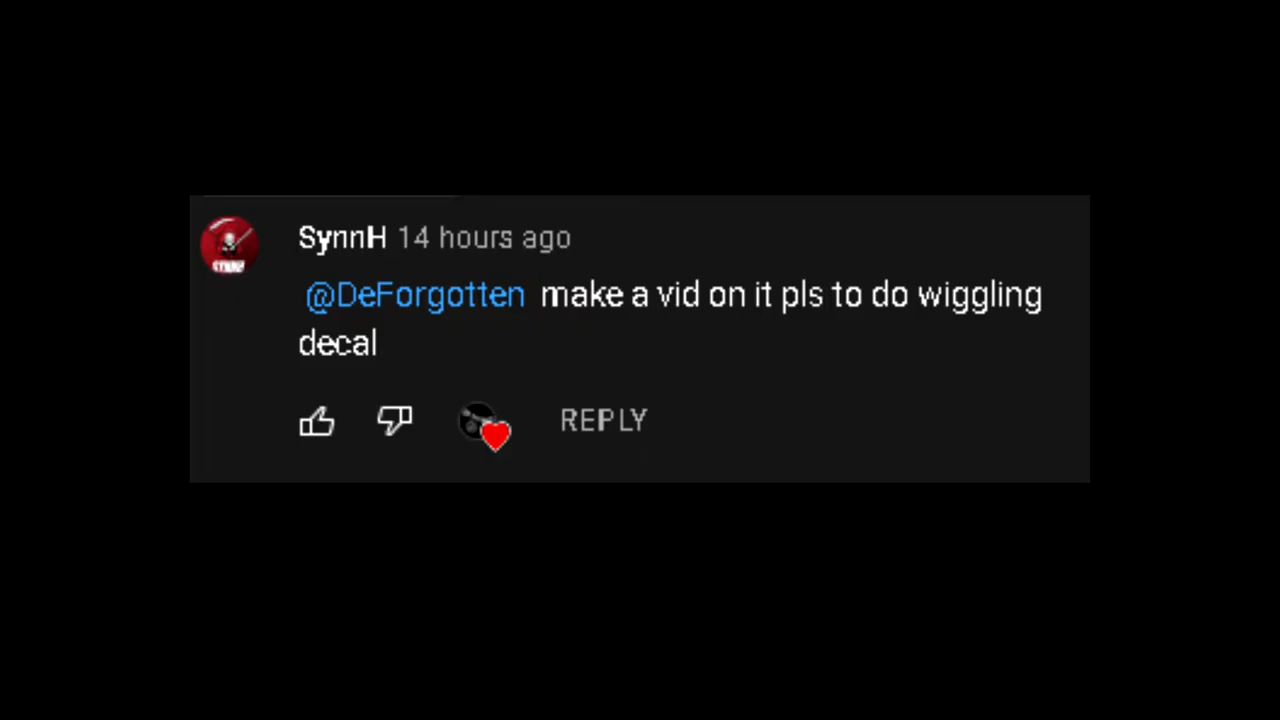 SynnH 14 hours ago
@DeForgotten make a vid on it pls to do wiggling
decal
REPLY